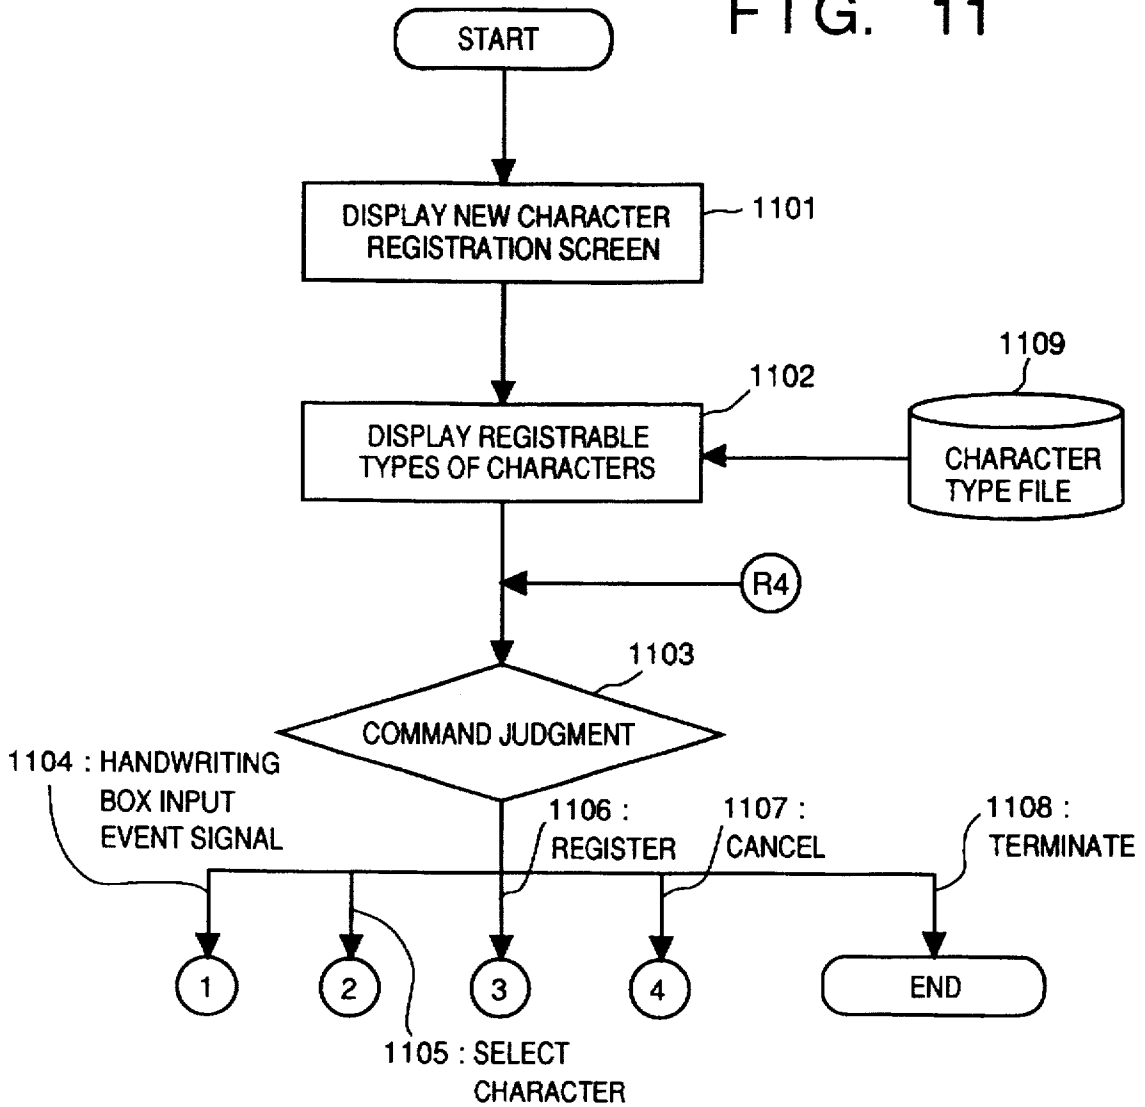 FIG. 11
START
DISPLAY NEW CHARACTER
REGISTRATION SCREEN
1101
1109
1102
DISPLAY REGISTRABLE
TYPES OF CHARACTERS
CHARACTER
TYPE FILE
R4
1103
COMMAND JUDGMENT
1104 : HANDWRITING
BOX INPUT
EVENT SIGNAL
1106 :
REGISTER
1107 :
CANCEL
1108 :
TERMINATE
1
2
3
4
END
1105 : SELECT
CHARACTER